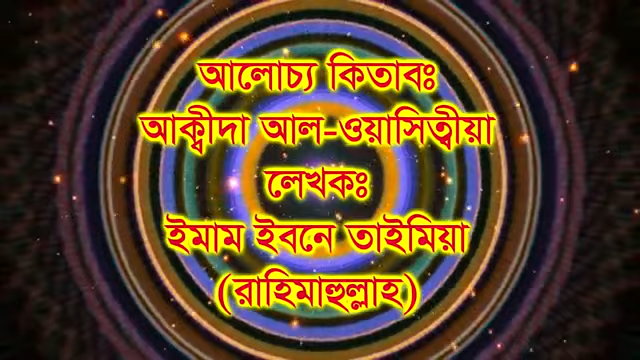 আলোচ্য কিতাবঃ
আক্বীদা আল-ওয়াসিত্বীয়া
লেখকঃ
ইমাম ইবনে তাইমিয়া
(রাহিমাহুল্লাহ)